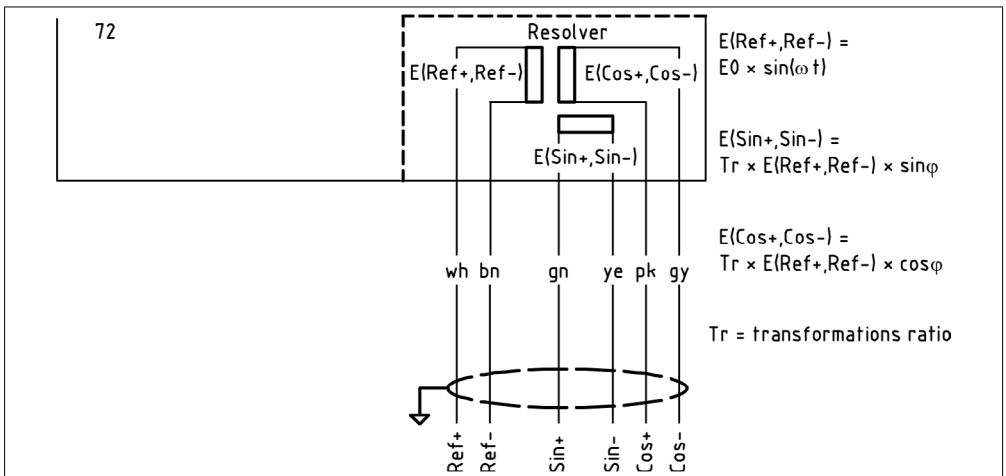 72
Resolver
E(Ref+,Ref-)
E(Cos+,Cos-)
E(Sin+,Sin-)
E(Ref+,Ref-) =
E0 × sin(ω t)
E(Sin+,Sin-) =
Tr × E(Ref+,Ref-) × sinφ
E(Cos+,Cos-) =
Tr × E(Ref+,Ref-) × cosφ
Tr = transformations ratio
wh bn gn ye pk gy
Ref+
Ref-
Sin+
Sin-
Cos+
Cos-